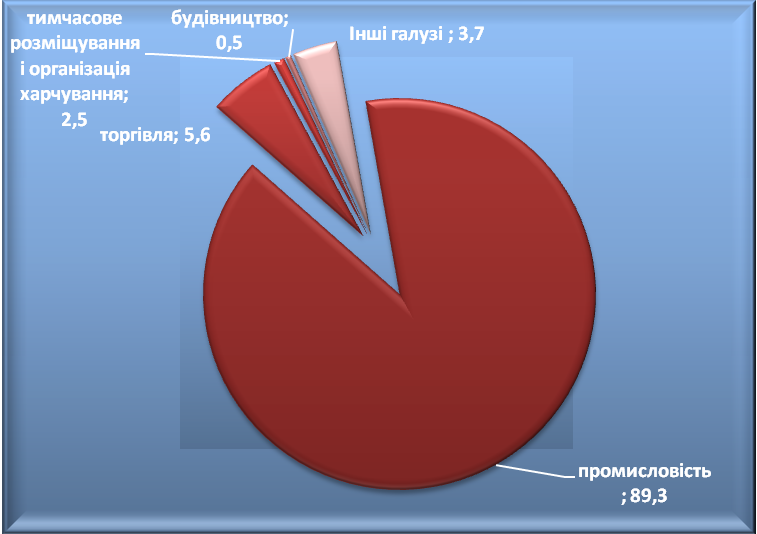 тимчасове
розміщування
і організація
харчування;
2,5
будівництво;
0,5
Інші галузі ; 3,7
торгівля; 5,6
промисловість
; 89,3